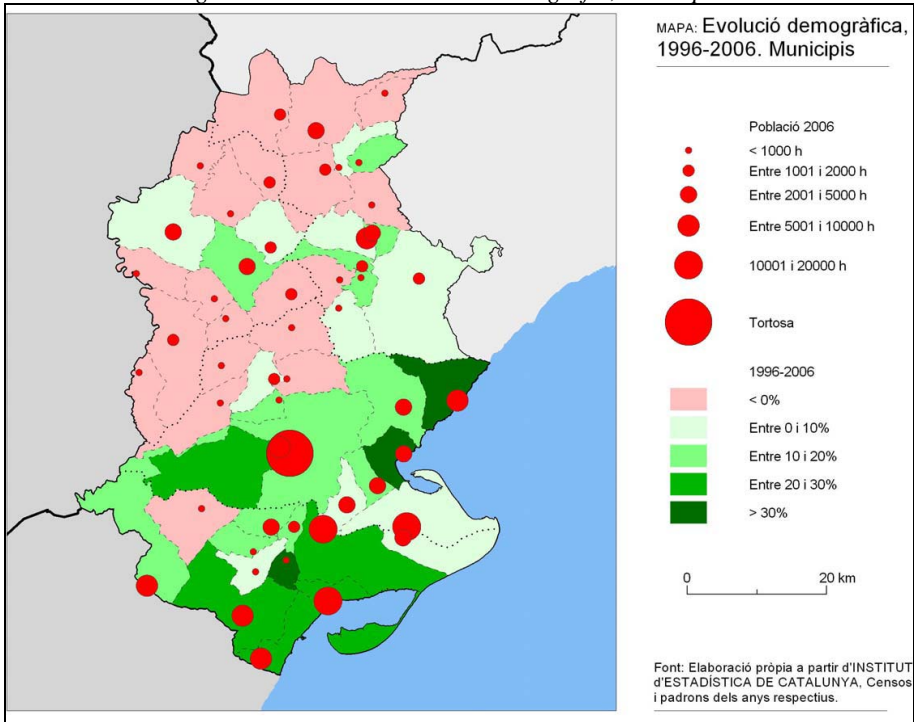 MAPA: Evolució demogràfica,
1996-2006. Municipis
Població 2006
< 1000 h
Entre 1001 i 2000 h
Entre 2001 i 5000 h
Entre 5001 i 10000 h
10001 i 20000 h
Tortosa
1996-2006
< 0%
Entre 0 i 10%
Entre 10 i 20%
Entre 20 i 30%
> 30%
0 20 km
Font: Elaboració pròpia a partir d'INSTITUT
d'ESTADÍSTICA DE CATALUNYA, Censos
i padrons dels anys respectius.